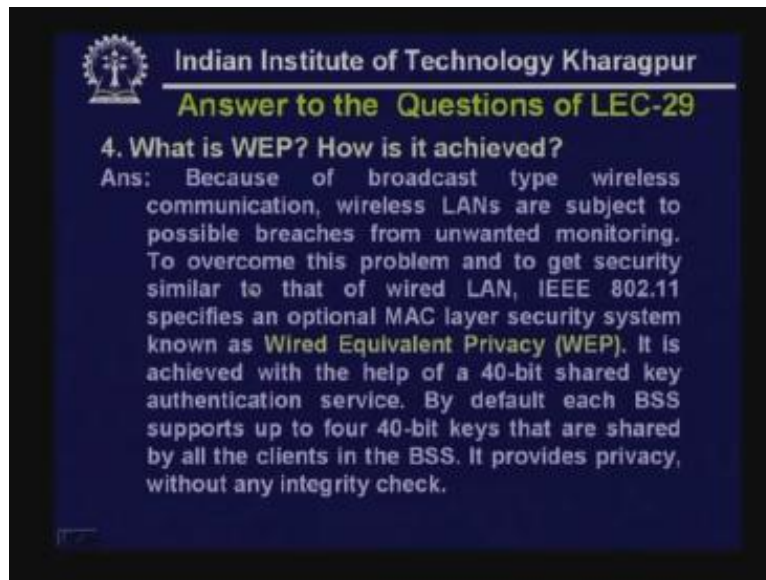 Indian Institute of Technology Kharagpur
Answer to the Questions of LEC-29
4. What is WEP? How is it achieved?
Ans: Because of broadcast type wireless
communication, wireless LANs are subject to
possible breaches from unwanted monitoring.
To overcome this problem and to get security
similar to that of wired LAN, IEEE 802.11
specifies an optional MAC layer security system
known as Wired Equivalent Privacy (WEP). It is
achieved with the help of a 40-bit shared key
authentication service. By default each BSS
supports up to four 40-bit keys that are shared
by all the clients in the BSS. It provides privacy,
without any integrity check.